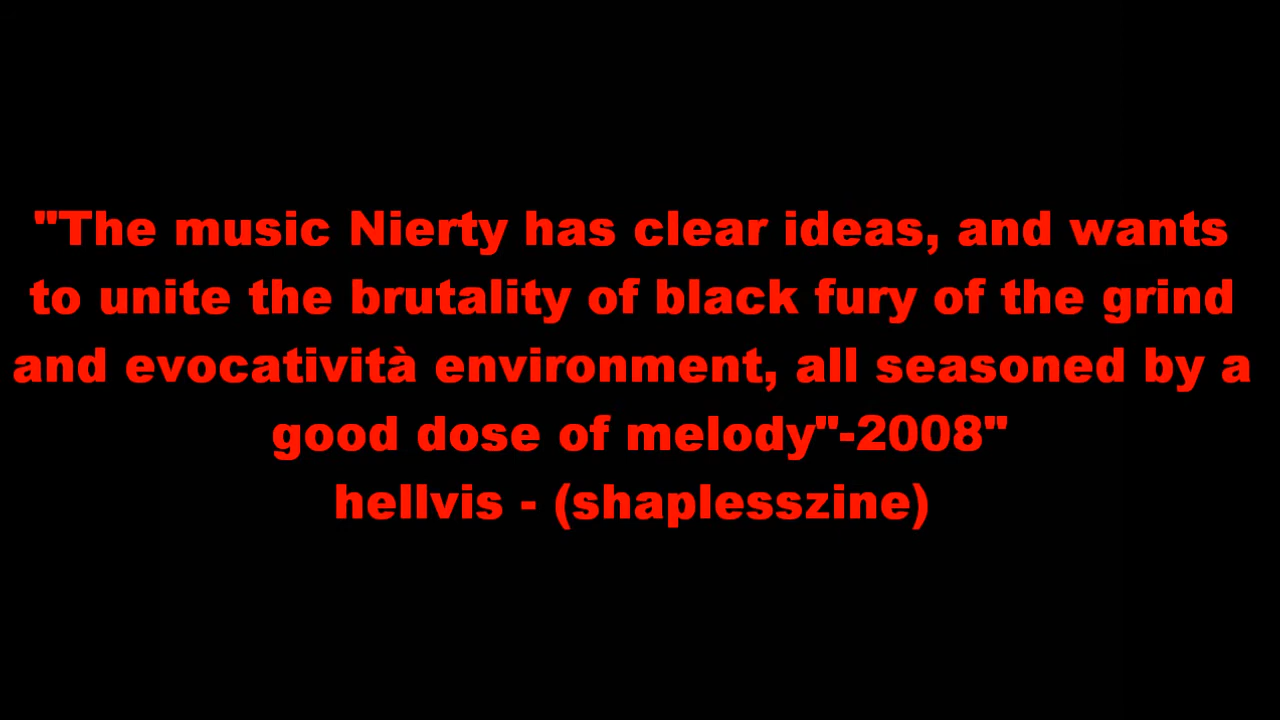 "The music Nierty has clear ideas, and wants
to unite the brutality of black fury of the grind
and evocatività environment, all seasoned by a
good dose of melody"-2008"
hellvis - (shaplesszine)